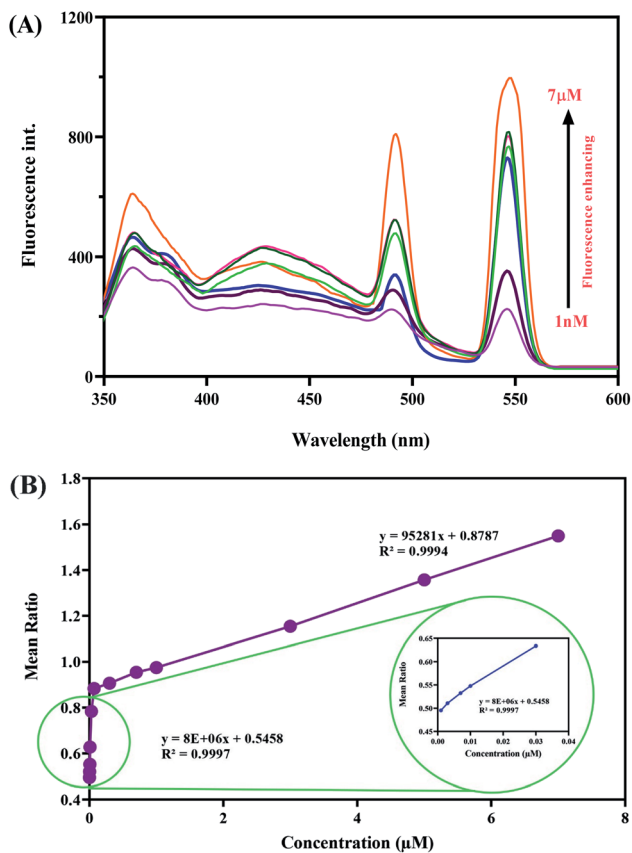 (A)
1200
800
400
0
Fluorescence int.
350
400
450
500
550
600
Wavelength (nm)
7µM
Fluorescence enhancing
1nM
(B)
1.8
1.6
1.4
1.2
1.0
0.8
0.6
0.4
Mean Ratio
y = 95281x + 0.8787
R² = 0.9994
y = 8E+06x + 0.5458
R² = 0.9997
0.65
0.60
0.55
0.50
0.45
Mean Ratio
y = 8E+06x + 0.5458
R² = 0.9997
0.00
0.01
0.02
0.03
0.04
Concentration (µM)
0
2
4
6
8
Concentration (µM)